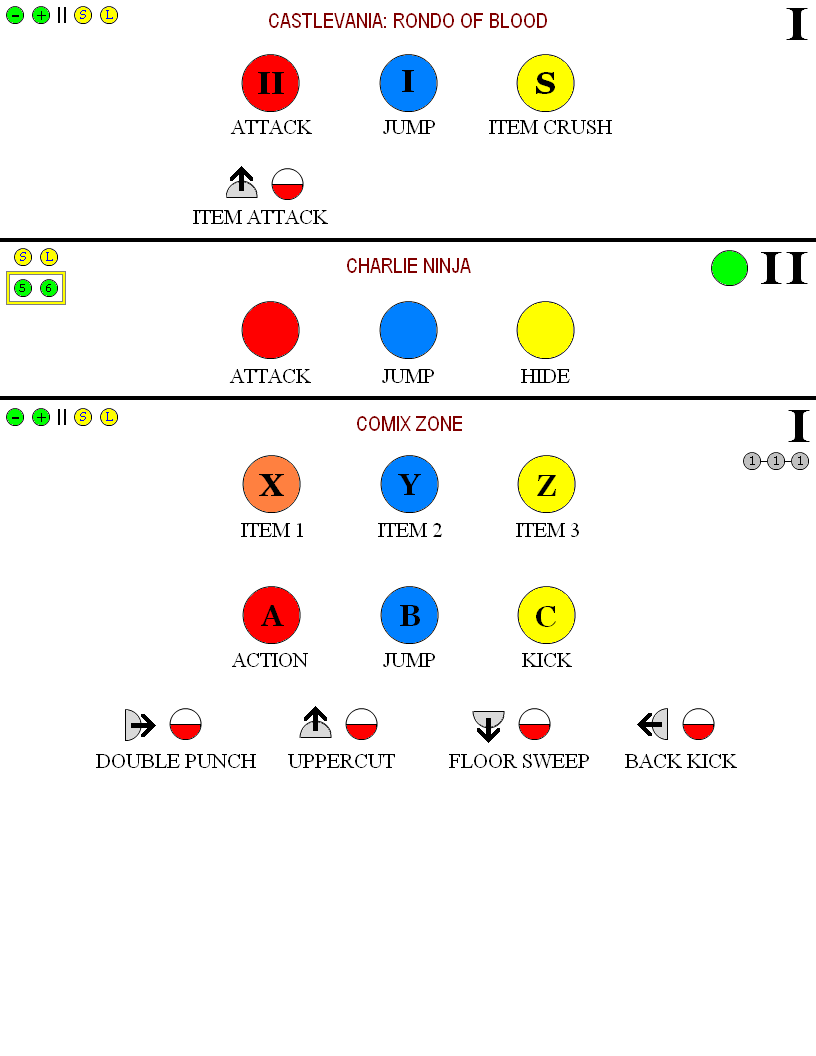 - + II S L CASTLEVANIA: RONDO OF BLOOD I
II I S
ATTACK JUMP ITEM CRUSH
ITEM ATTACK
S L CHARLIE NINJA II
5 6
ATTACK JUMP HIDE
- + II S L COMIX ZONE I
1 1 1
X Y Z
ITEM 1 ITEM 2 ITEM 3
A B C
ACTION JUMP KICK
DOUBLE PUNCH UPPERCUT FLOOR SWEEP BACK KICK